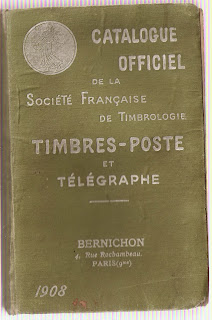 CATALOGUE
OFFICIEL
DE LA
SOCIÉTÉ FRANÇAISE
DE TIMBROLOGIE
TIMBRES-POSTE
ET
TÉLÉGRAPHE
BERNICHON
4, Rue Rochambeau.
PARIS (9me)
1908